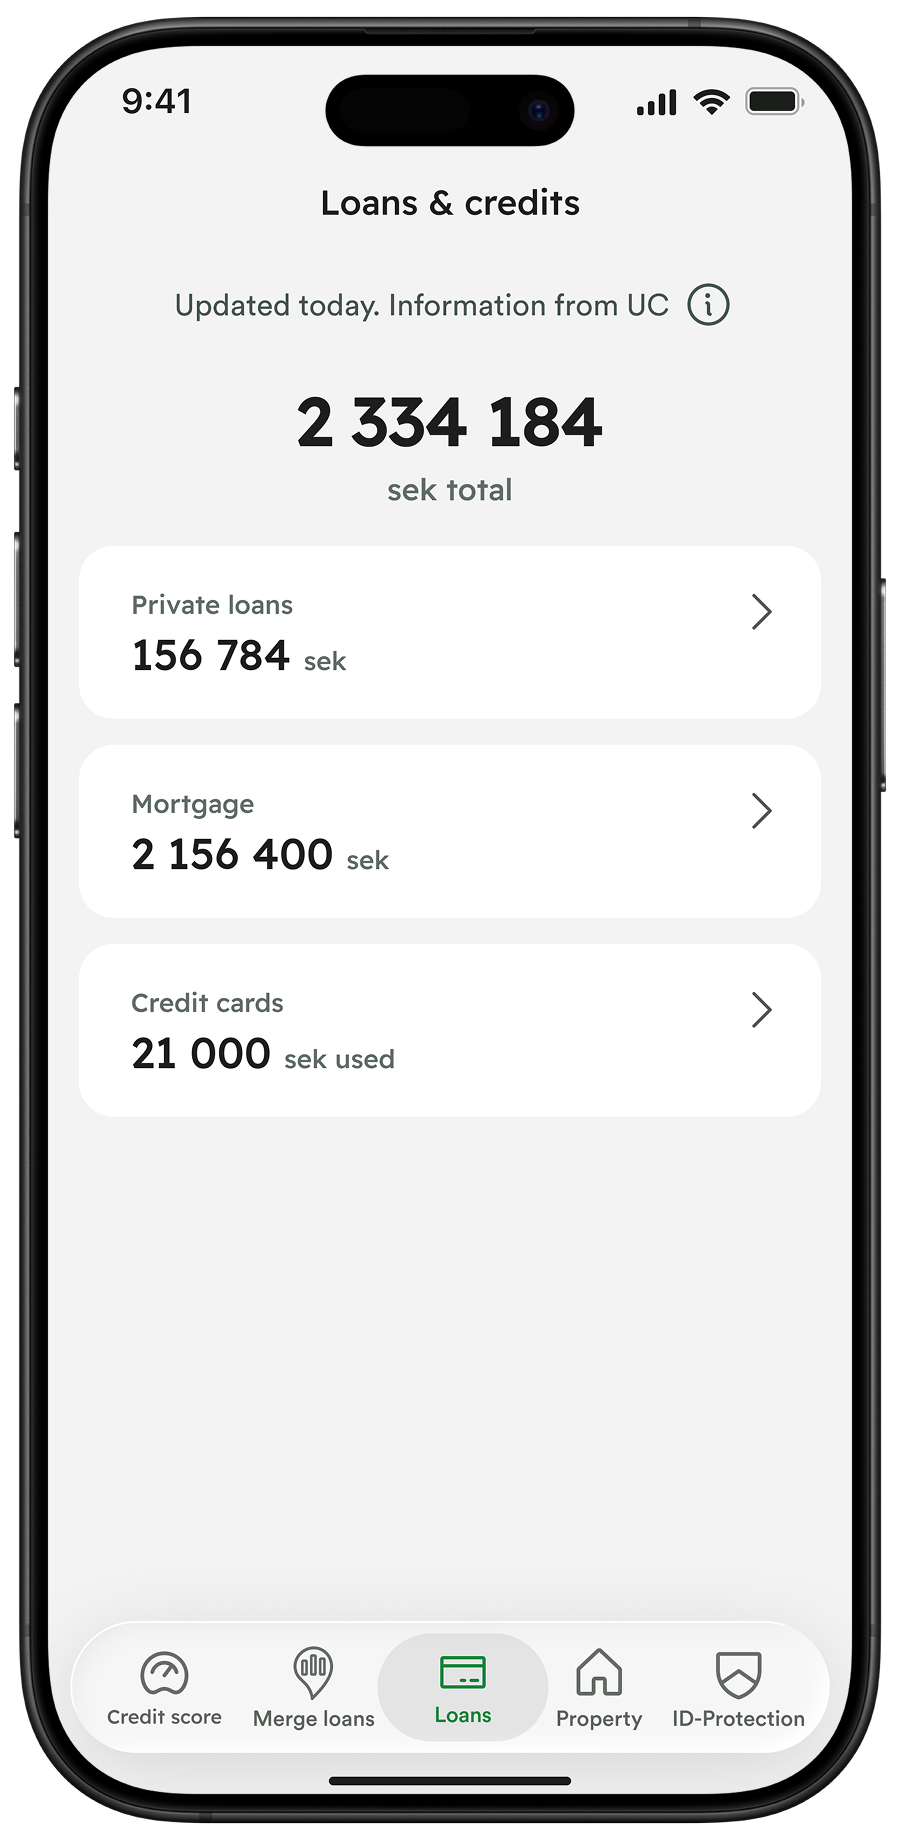 9:41
Loans & credits
Updated today. Information from UC
2 334 184
sek total
Private loans
156 784 sek
Mortgage
2 156 400 sek
Credit cards
21 000 sek used
Credit score
Merge loans
Loans
Property
ID-Protection